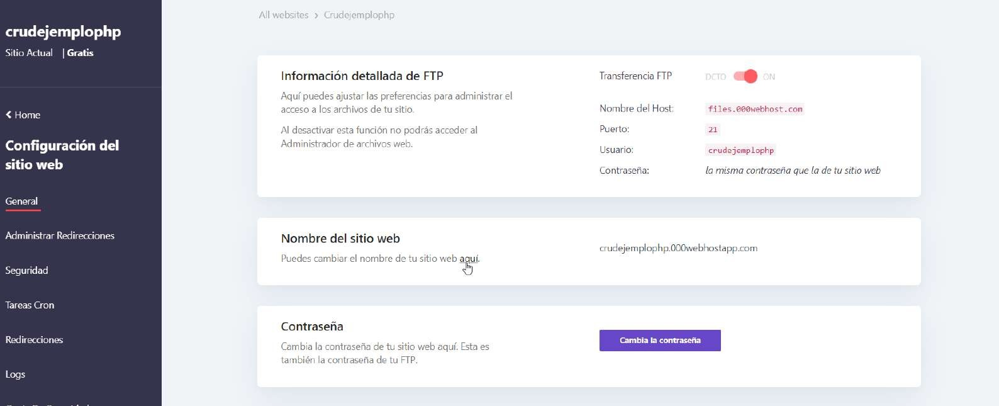 crudejemplophp
Sitio Actual | Gratis
Home
Configuración del
sitio web
General
Administrar Redirecciones
Seguridad
Tareas Cron
Redirecciones
Logs
All websites › Crudejemplophp
Información detallada de FTP
Aquí puedes ajustar las preferencias para administrar el
acceso a los archivos de tu sitio.
Al desactivar esta función no podrás acceder al
Administrador de archivos web.
Transferencia FTP DCTO ON
Nombre del Host: files.000webhost.com
Puerto: 21
Usuario: crudejemplophp
Contraseña: la misma contraseña que la de tu sitio web
Nombre del sitio web
Puedes cambiar el nombre de tu sitio web aquí.
crudejemplophp.000webhostapp.com
Contraseña
Cambia la contraseña de tu sitio web aquí. Esta es
también la contraseña de tu FTP.
Cambia la contraseña